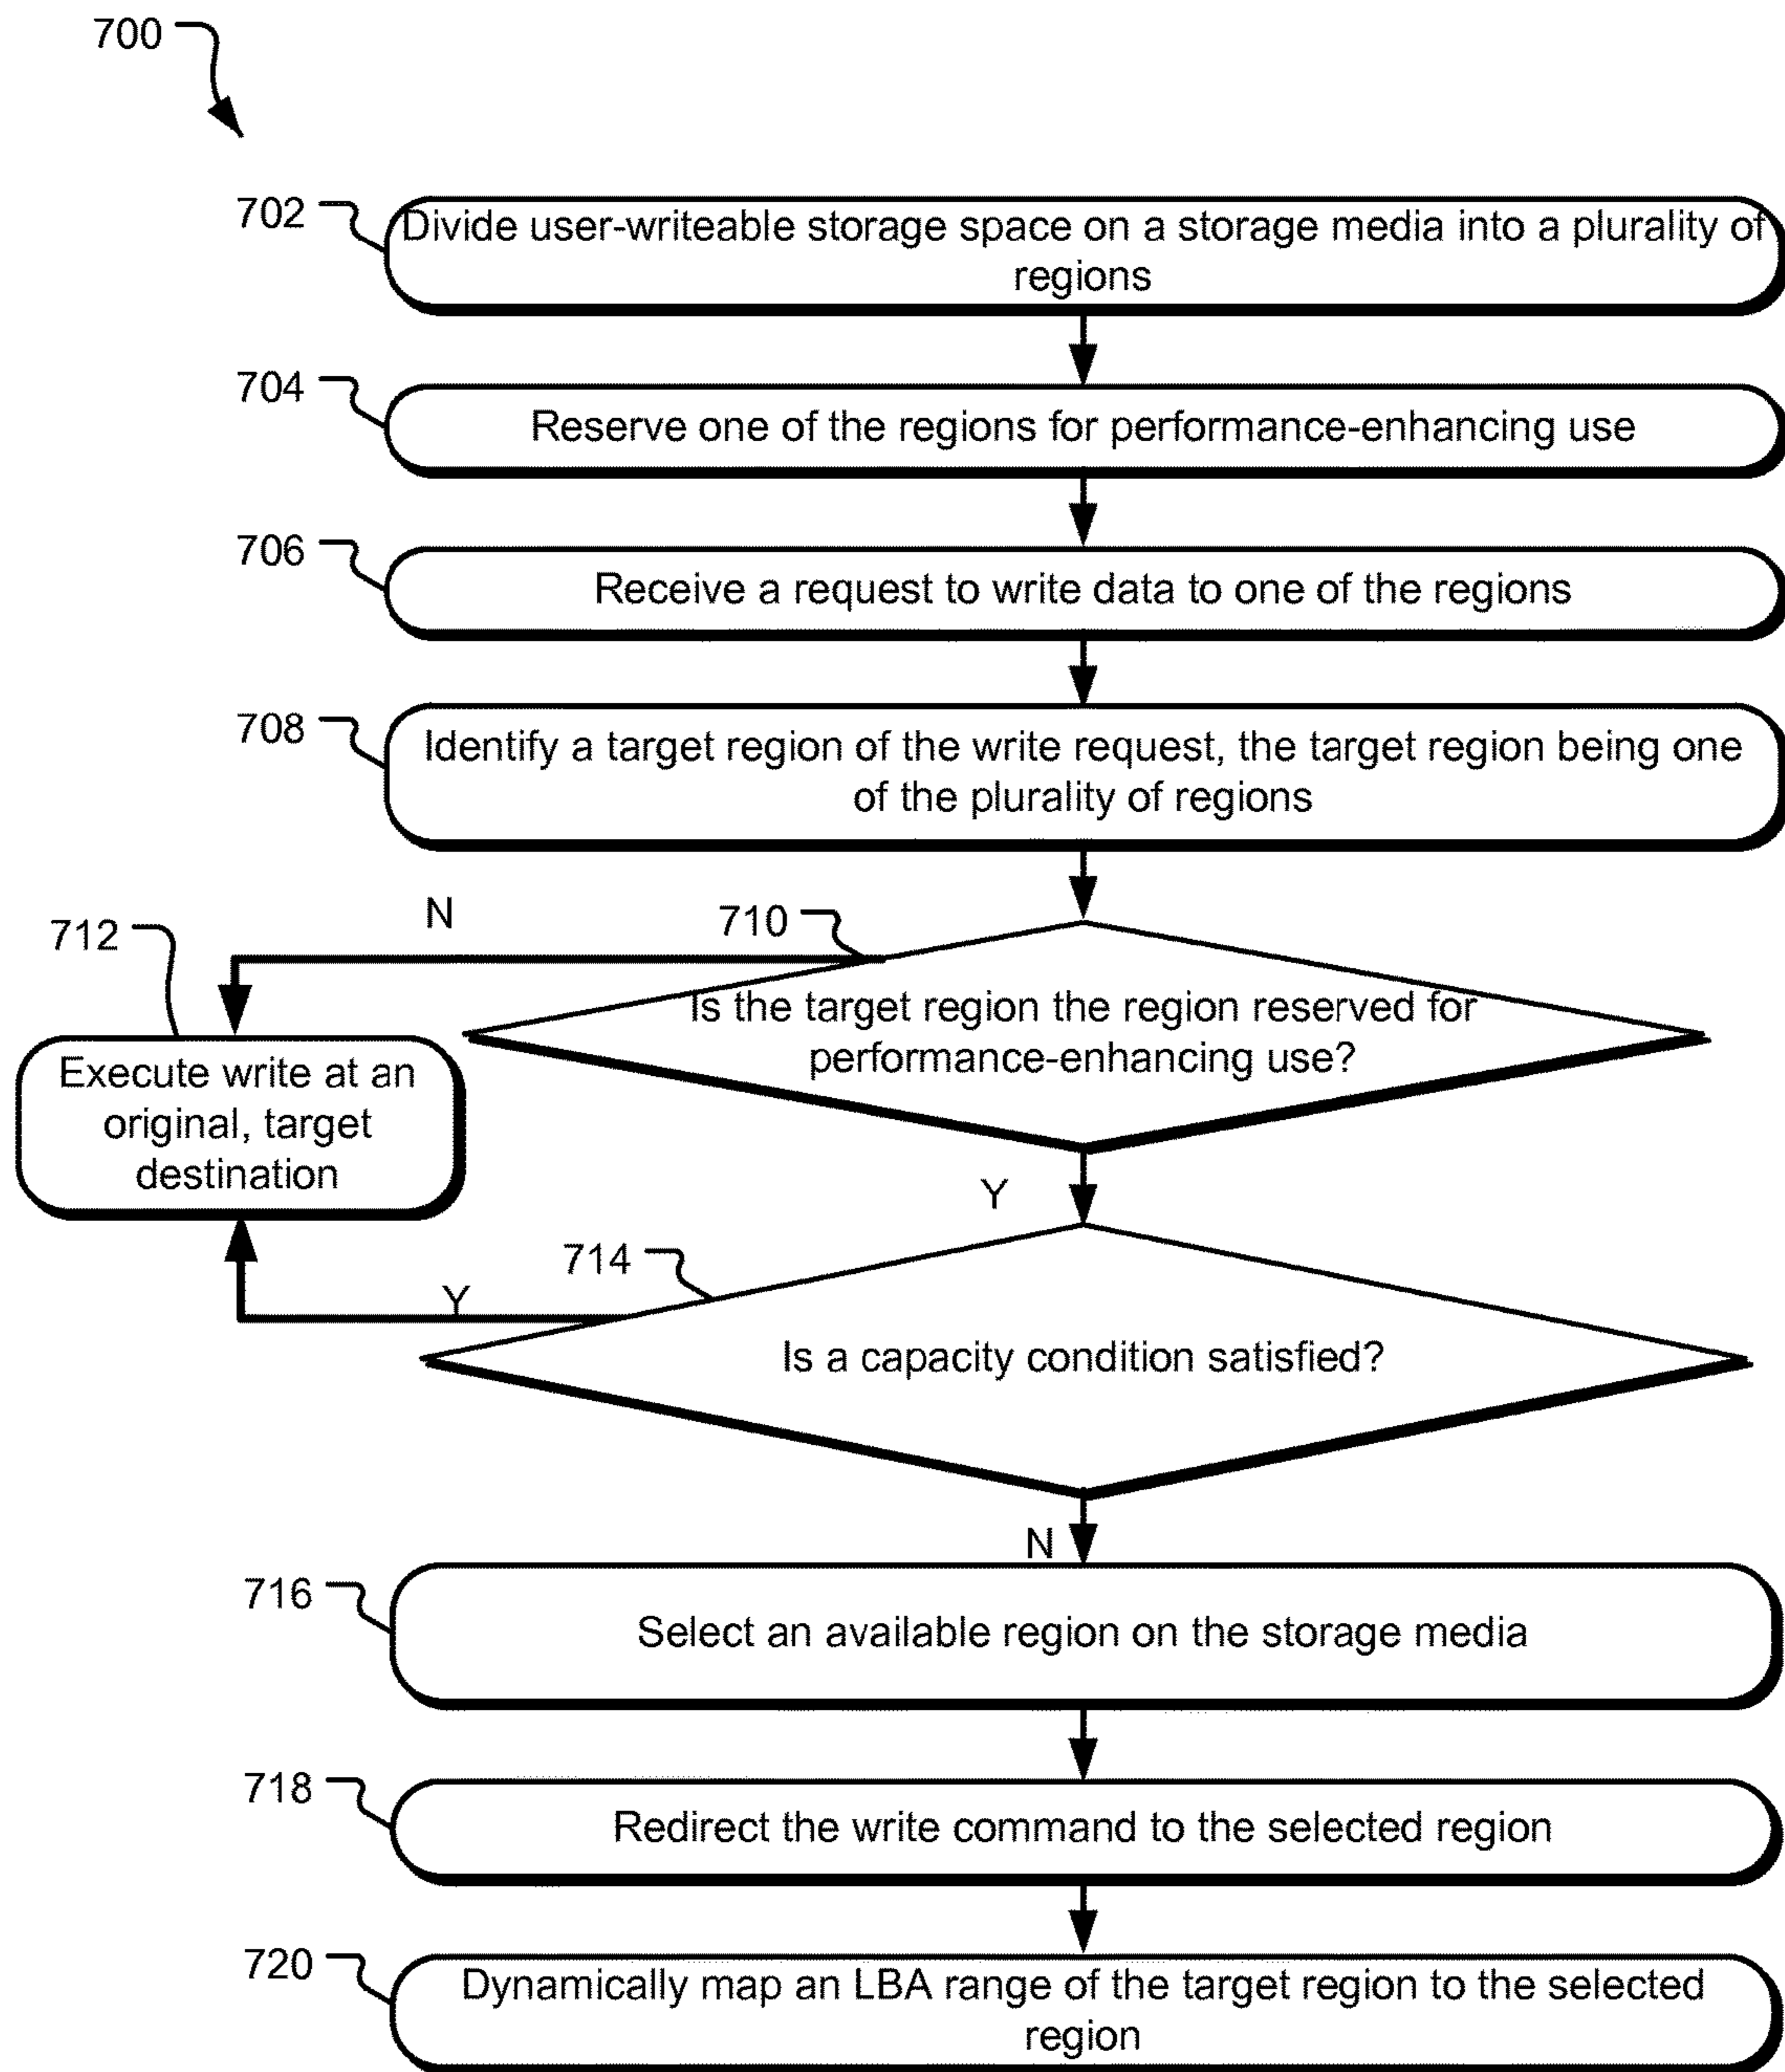 700
702
Divide user-writeable storage space on a storage media into a plurality of
regions
704
Reserve one of the regions for performance-enhancing use
706
Receive a request to write data to one of the regions
708
Identify a target region of the write request, the target region being one
of the plurality of regions
N
710
712
Is the target region the region reserved for
performance-enhancing use?
Execute write at an
original, target
destination
Y
714
Y
Is a capacity condition satisfied?
N
716
Select an available region on the storage media
718
Redirect the write command to the selected region
720
Dynamically map an LBA range of the target region to the selected
region